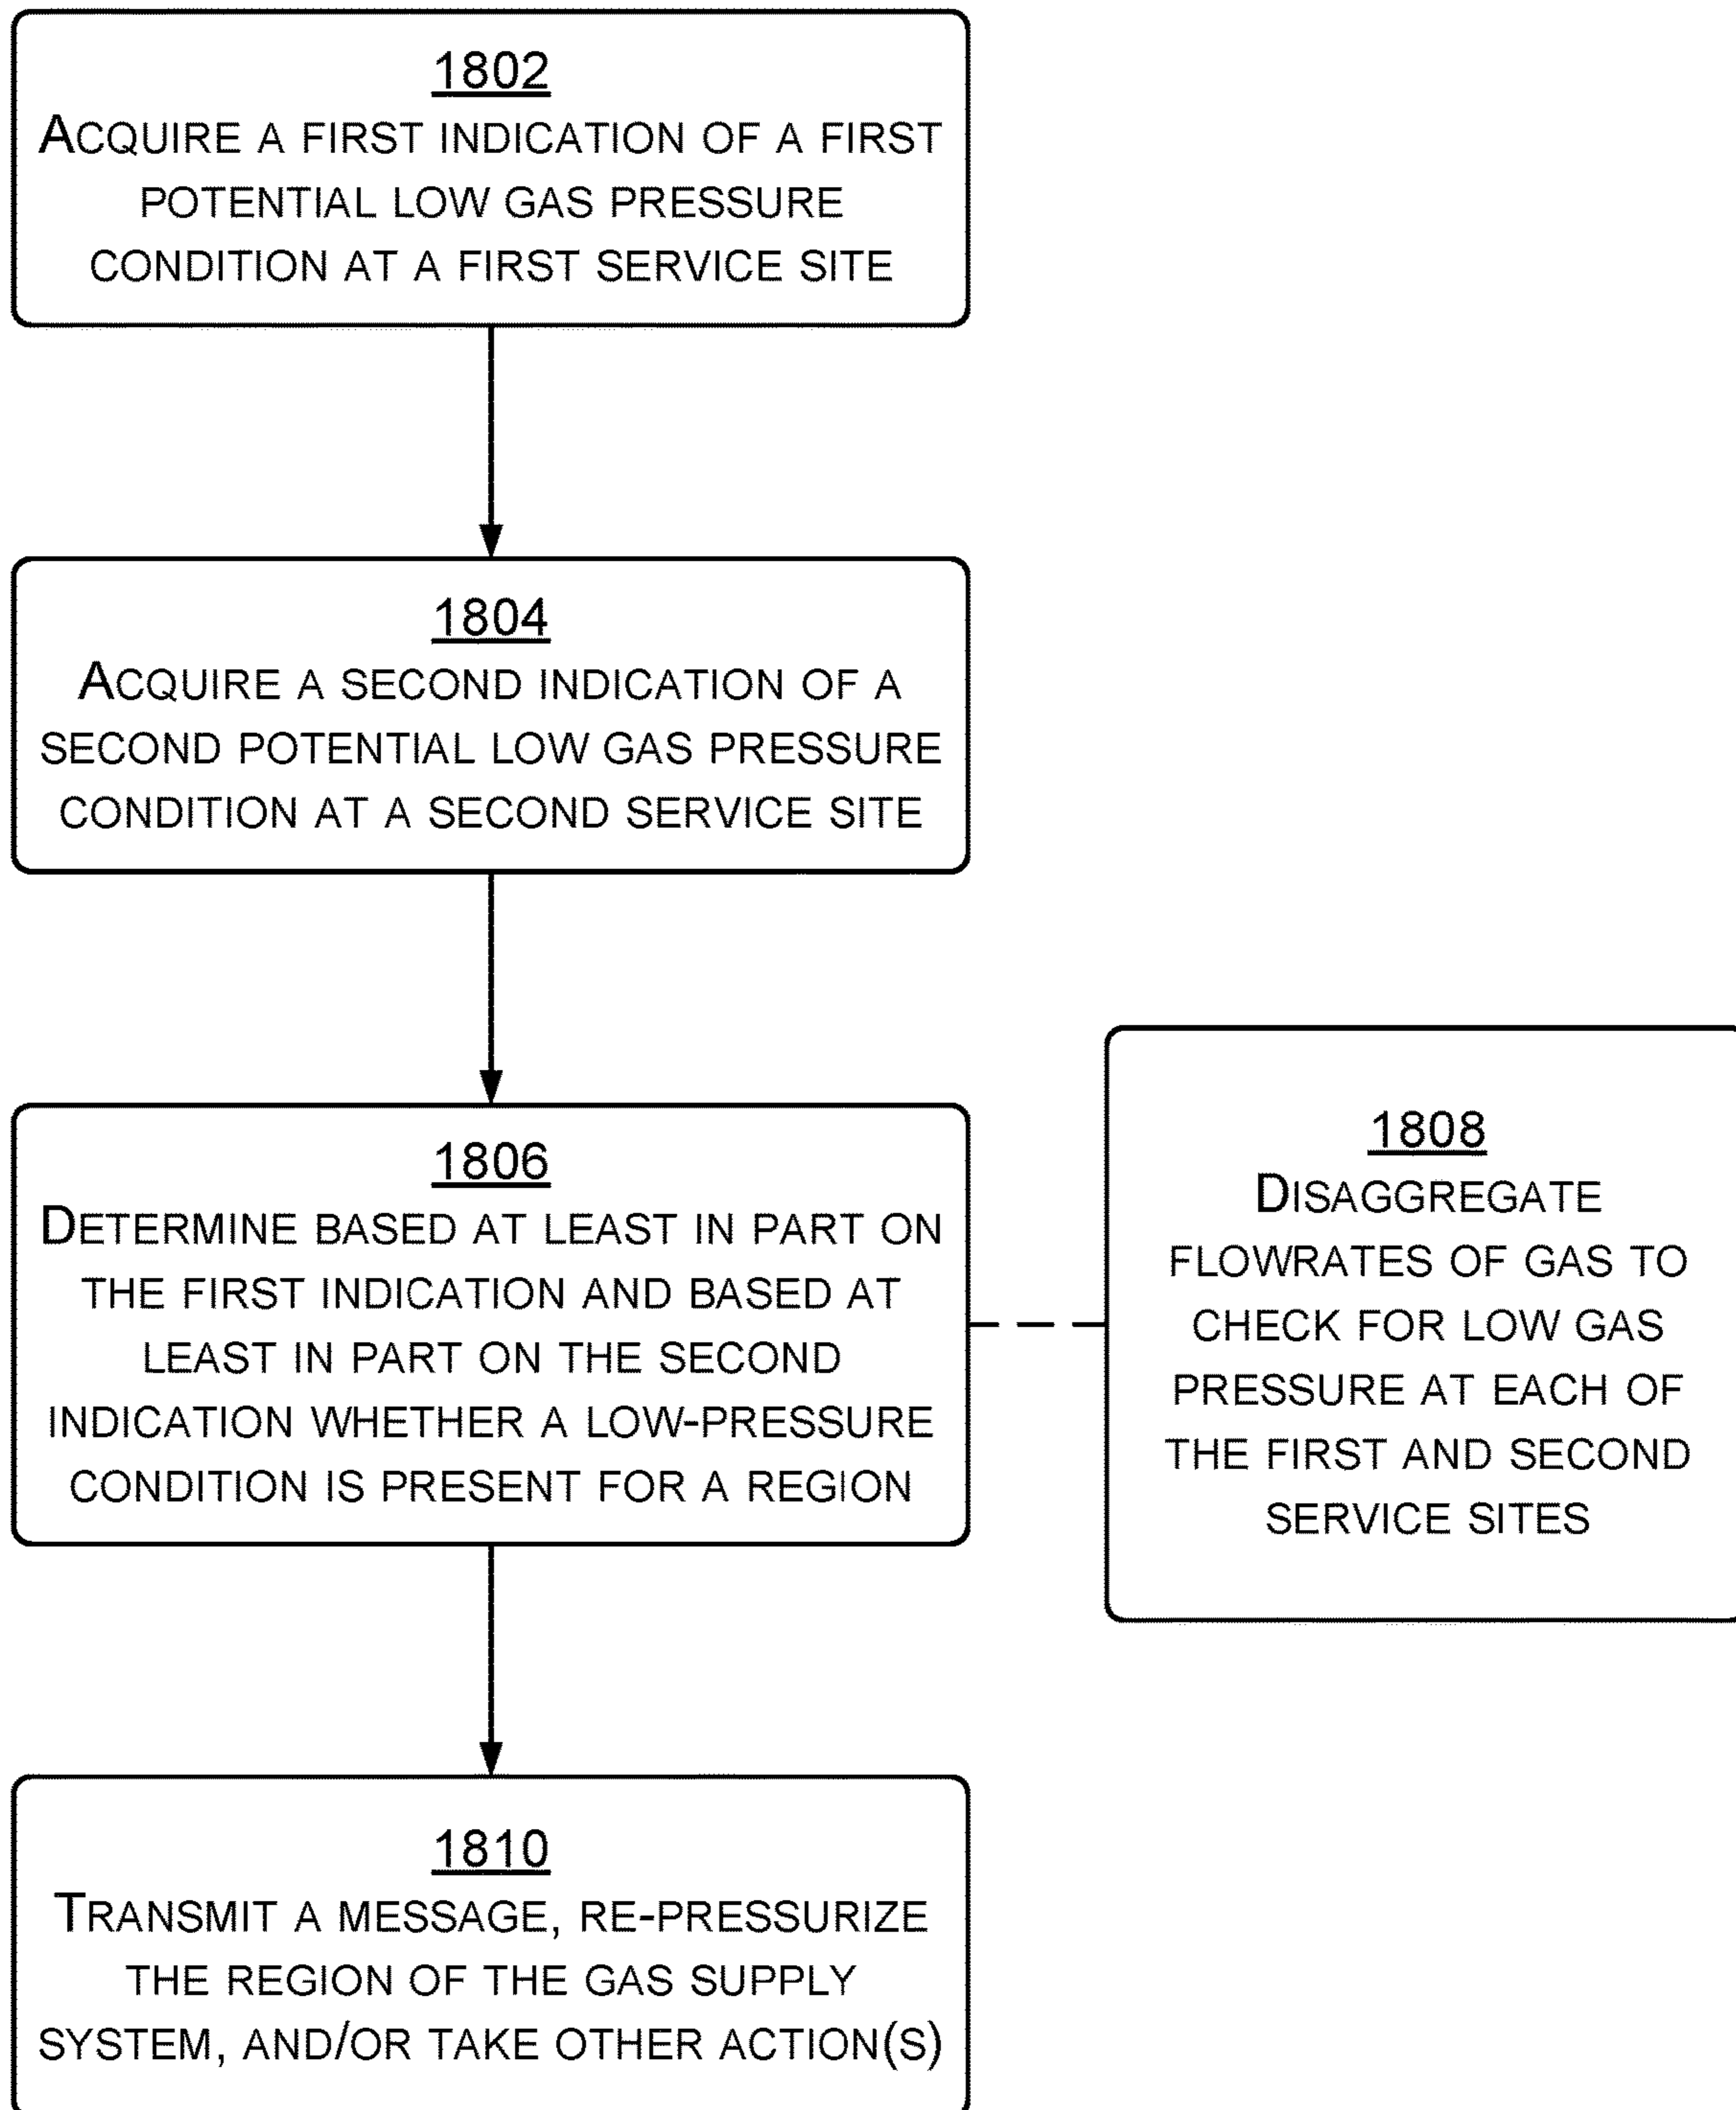 1802
ACQUIRE A FIRST INDICATION OF A FIRST
POTENTIAL LOW GAS PRESSURE
CONDITION AT A FIRST SERVICE SITE
1804
ACQUIRE A SECOND INDICATION OF A
SECOND POTENTIAL LOW GAS PRESSURE
CONDITION AT A SECOND SERVICE SITE
1806
DETERMINE BASED AT LEAST IN PART ON
THE FIRST INDICATION AND BASED AT
LEAST IN PART ON THE SECOND
INDICATION WHETHER A LOW-PRESSURE
CONDITION IS PRESENT FOR A REGION
1808
DISAGGREGATE
FLOWRATES OF GAS TO
CHECK FOR LOW GAS
PRESSURE AT EACH OF
THE FIRST AND SECOND
SERVICE SITES
1810
TRANSMIT A MESSAGE, RE-PRESSURIZE
THE REGION OF THE GAS SUPPLY
SYSTEM, AND/OR TAKE OTHER ACTION(S)